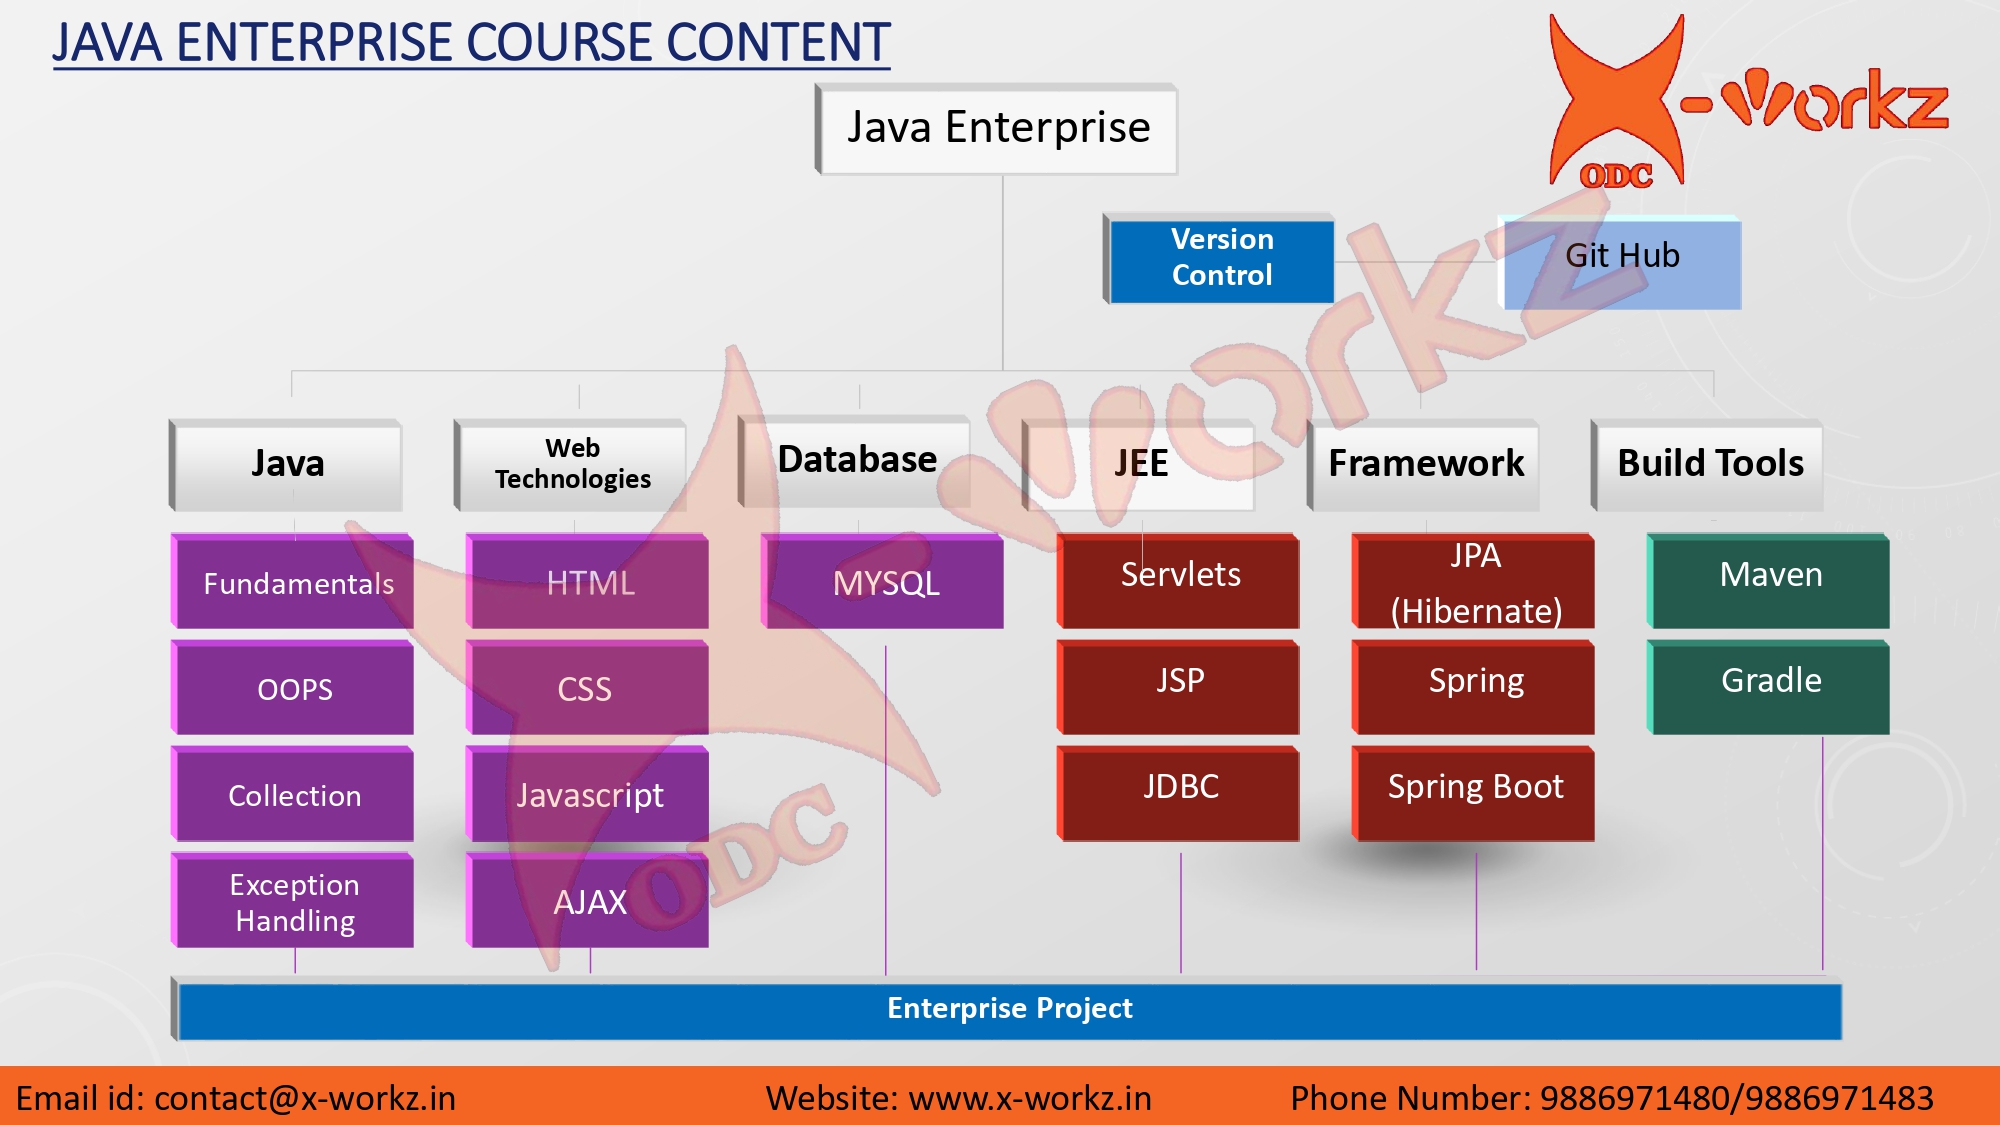 JAVA ENTERPRISE COURSE CONTENT
Java Enterprise
X-workz
ODC
Version
Control
Git Hub
Java
Web
Technologies
Database
JEE
Framework
Build Tools
Fundamentals
HTML
MYSQL
Servlets
JPA
(Hibernate)
Maven
OOPS
CSS
JSP
Spring
Gradle
Collection
Javascript
JDBC
Spring Boot
Exception
Handling
AJAX
X-workz
ODC
Enterprise Project
Email id: contact@x-workz.in
Website: www.x-workz.in
Phone Number: 9886971480/9886971483